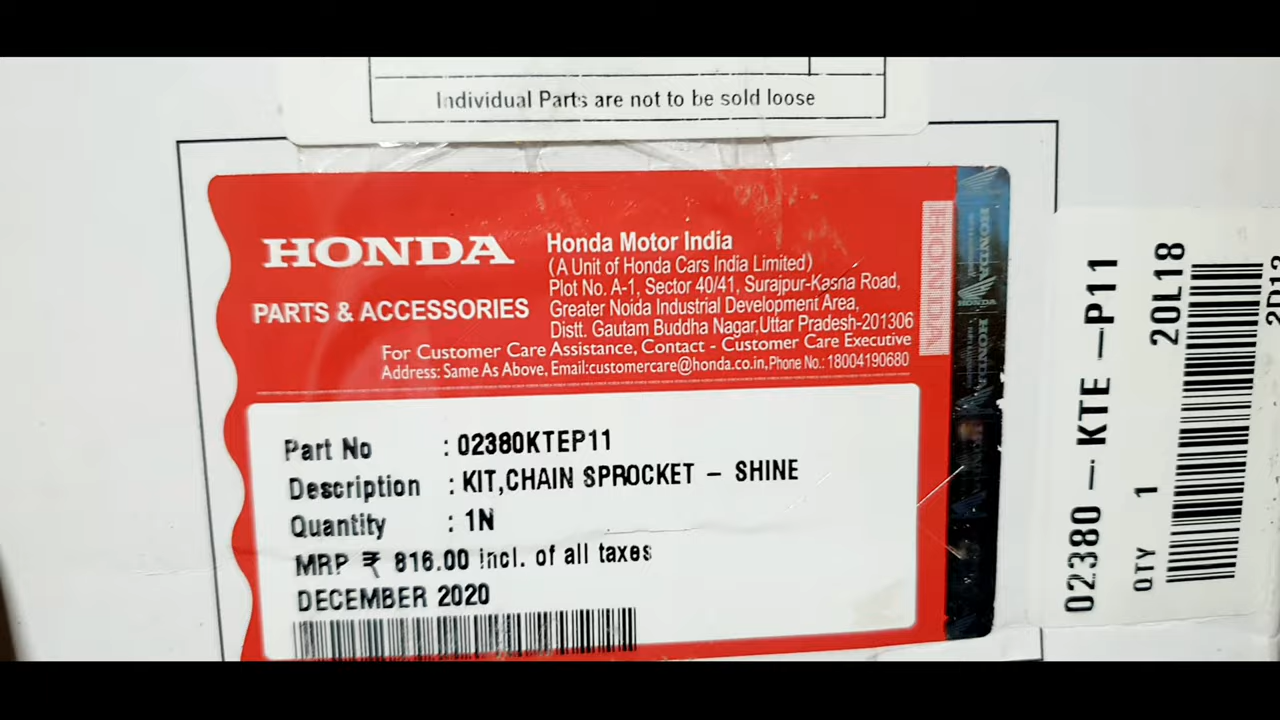 Individual Parts are not to be sold loose
HONDA
PARTS & ACCESSORIES
Honda Motor India
(A Unit of Honda Cars India Limited)
Plot No. A-1, Sector 40/41, Surajpur-Kasna Road,
Greater Noida Industrial Development Area,
Distt. Gautam Buddha Nagar,Uttar Pradesh-201306
For Customer Care Assistance, Contact - Customer Care Executive
Address: Same As Above, Email:customercare@honda.co.in,Phone No.: 18004190680
Part No : 02380KTEP11
Description : KIT,CHAIN SPROCKET – SHINE
Quantity : 1N
MRP ₹ 816.00 incl. of all taxes
DECEMBER 2020
HONDA
HONDA
HONDA
02380 – KTE – P11
QTY 1
20L18